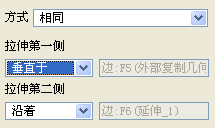 方式 相同
拉伸第一侧
垂直于 边:F5(外部复制几何
拉伸第二侧
沿着 边:F6(延伸_1)